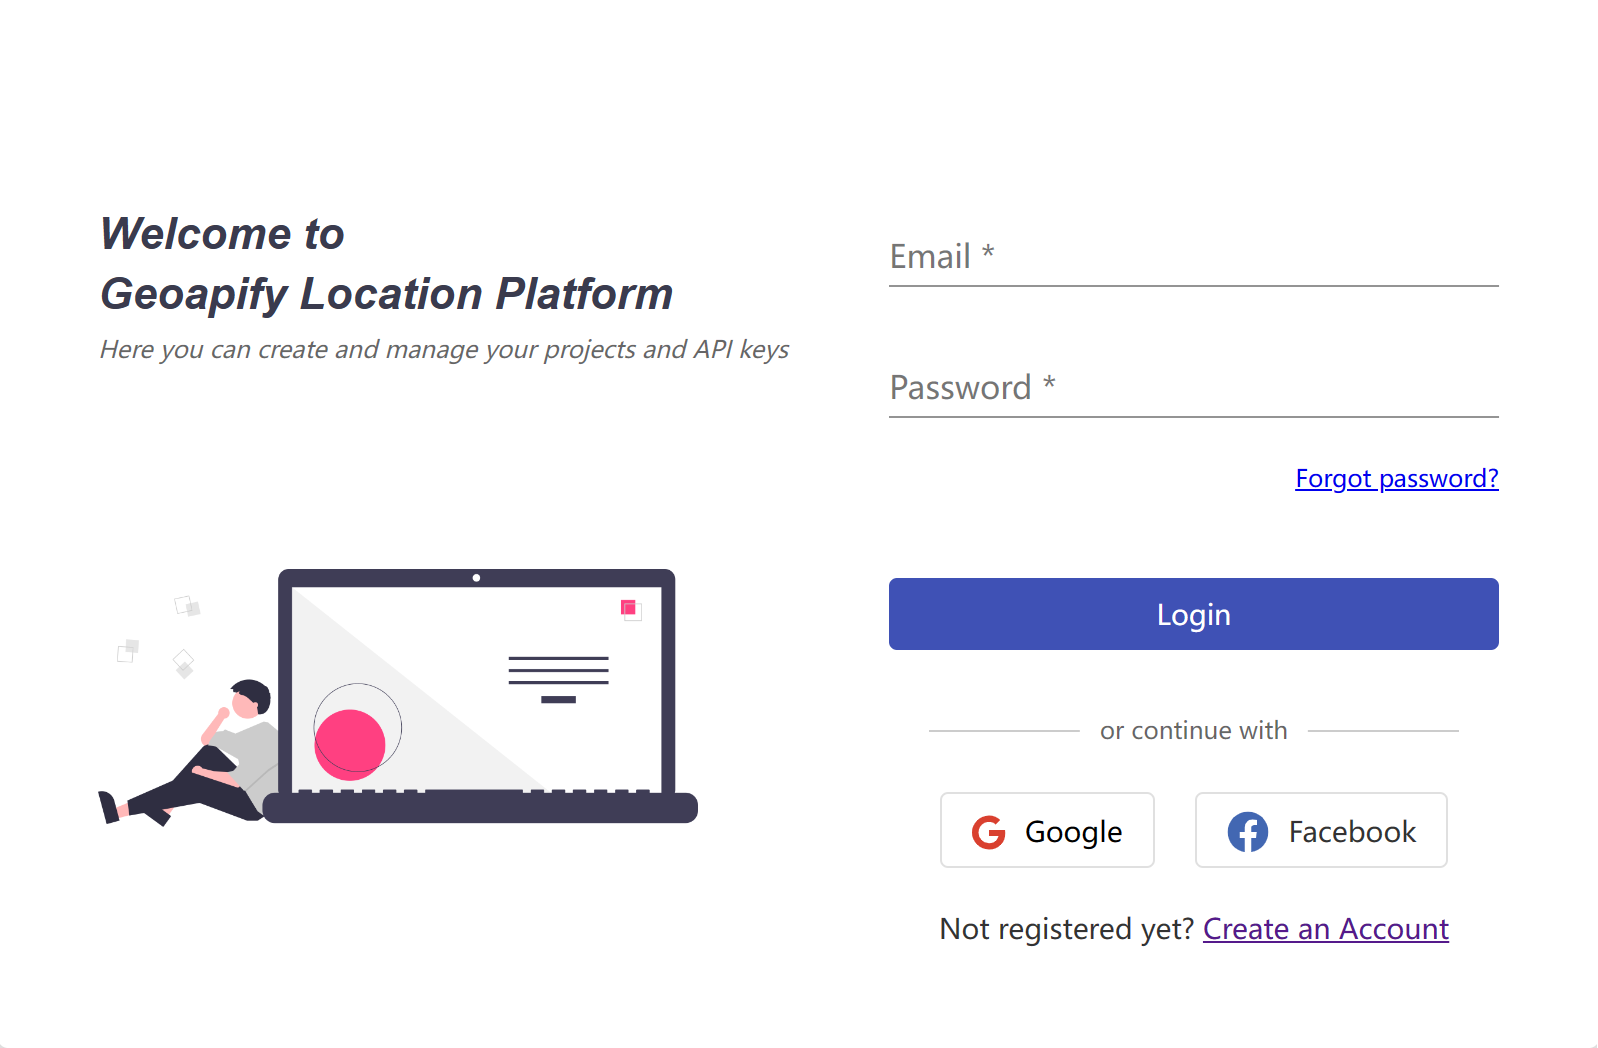 Welcome to
Geoapify Location Platform
Here you can create and manage your projects and API keys
Email *
Password *
Forgot password?
Login
or continue with
Google
Facebook
Not registered yet? Create an Account